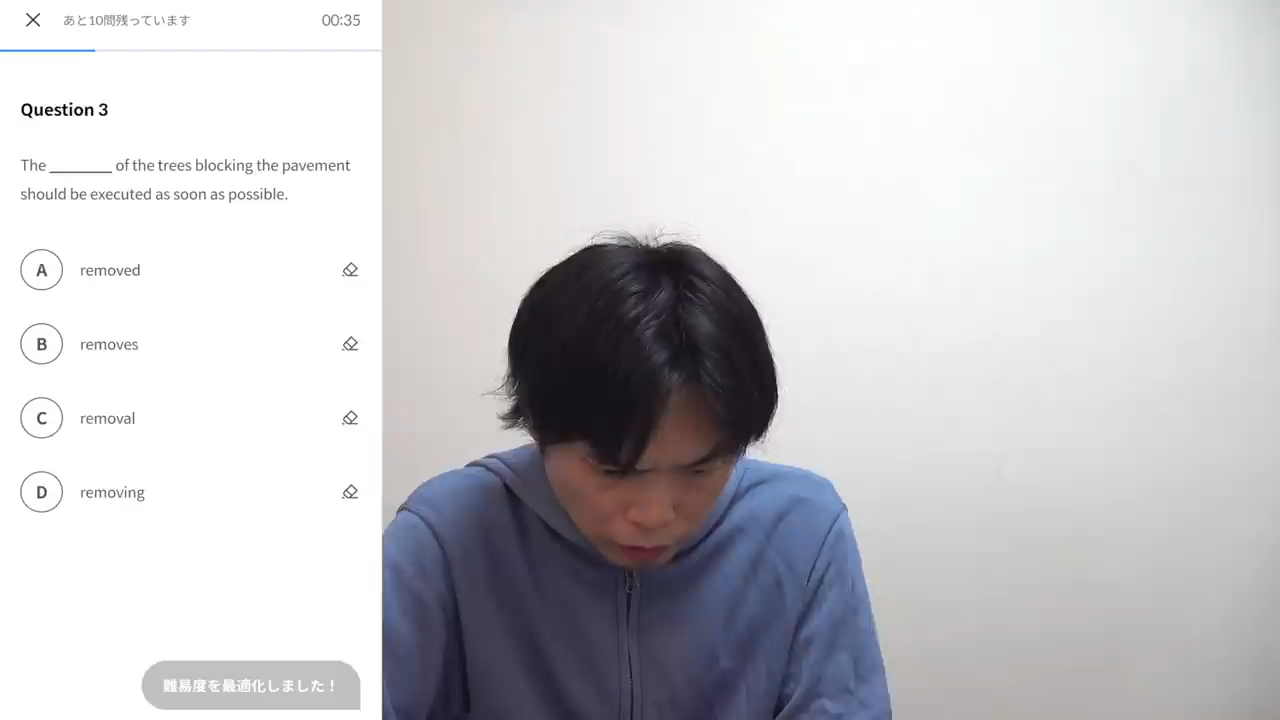 あと10問残っています
00:35
Question 3
The ________ of the trees blocking the pavement
should be executed as soon as possible.
A removed
B removes
C removal
D removing
難易度を最適化しました！